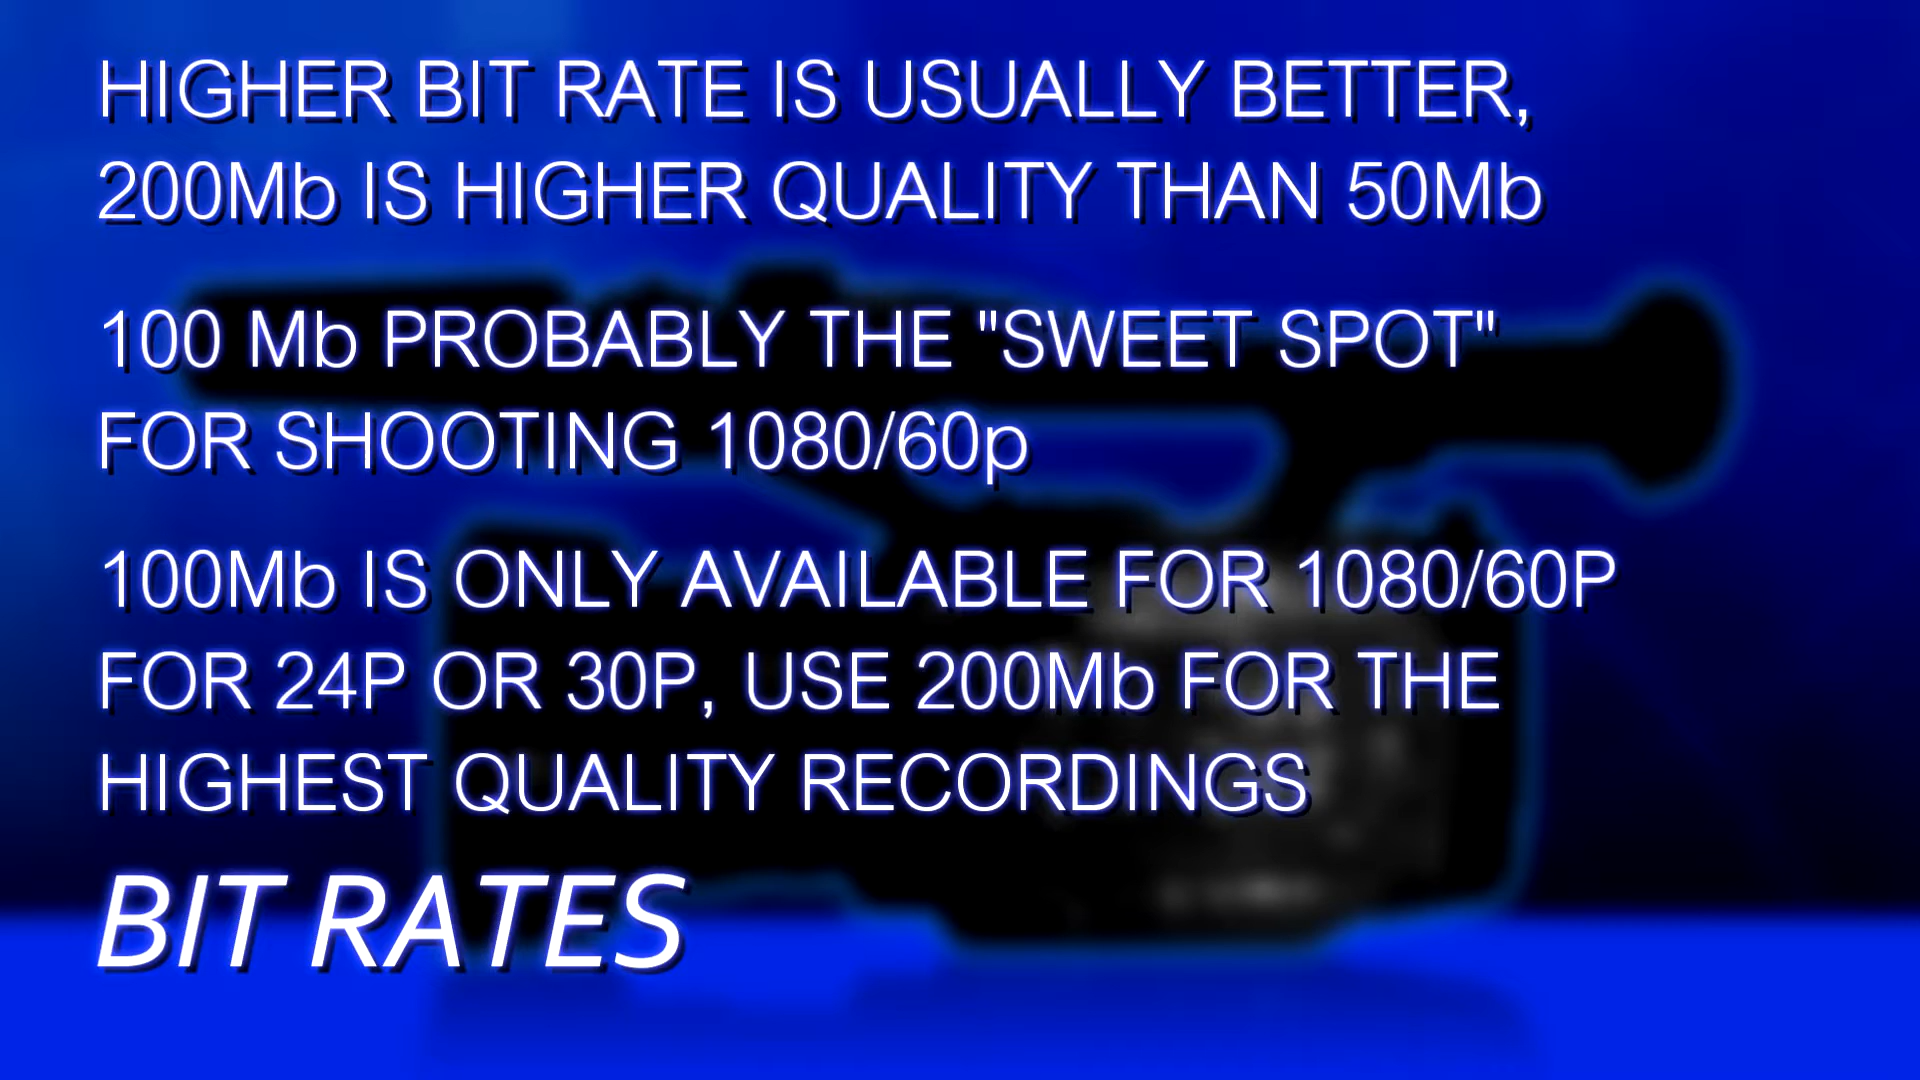 HIGHER BIT RATE IS USUALLY BETTER,
200Mb IS HIGHER QUALITY THAN 50Mb
100 Mb PROBABLY THE "SWEET SPOT"
FOR SHOOTING 1080/60p
100Mb IS ONLY AVAILABLE FOR 1080/60P
FOR 24P OR 30P, USE 200Mb FOR THE
HIGHEST QUALITY RECORDINGS
BIT RATES